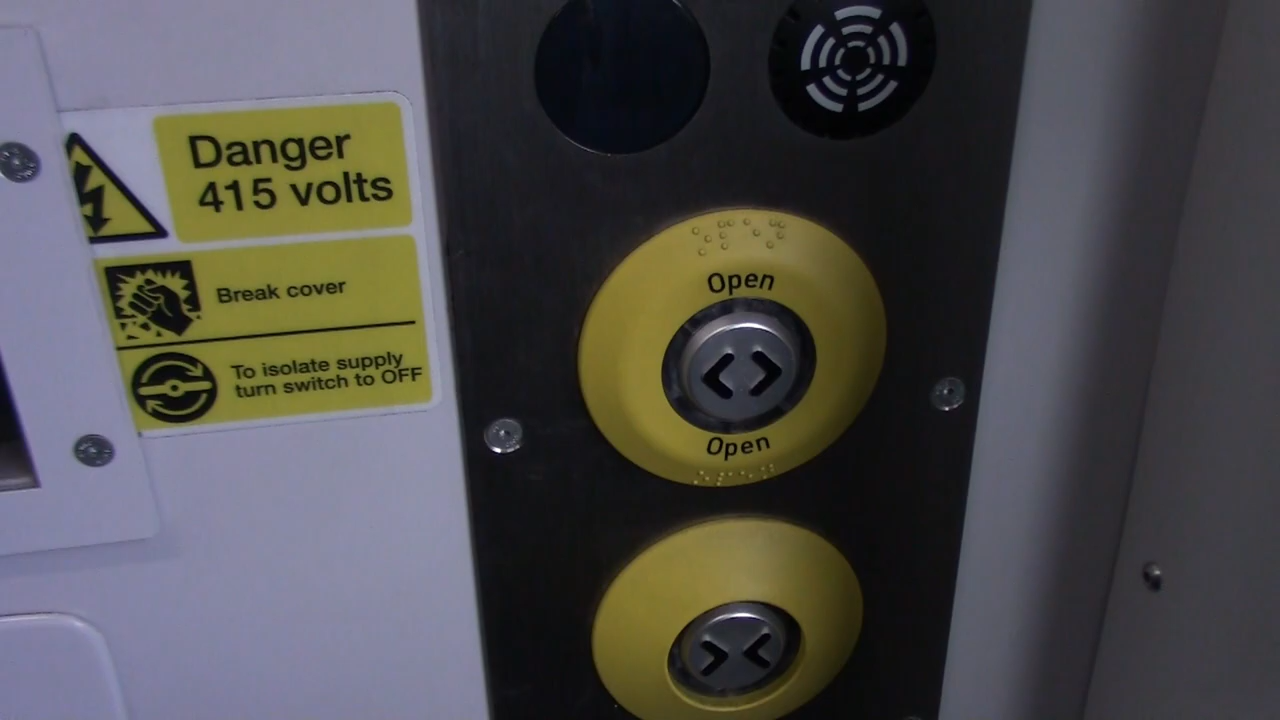 Danger
415 volts
Break cover
To isolate supply
turn switch to OFF
Open
Open